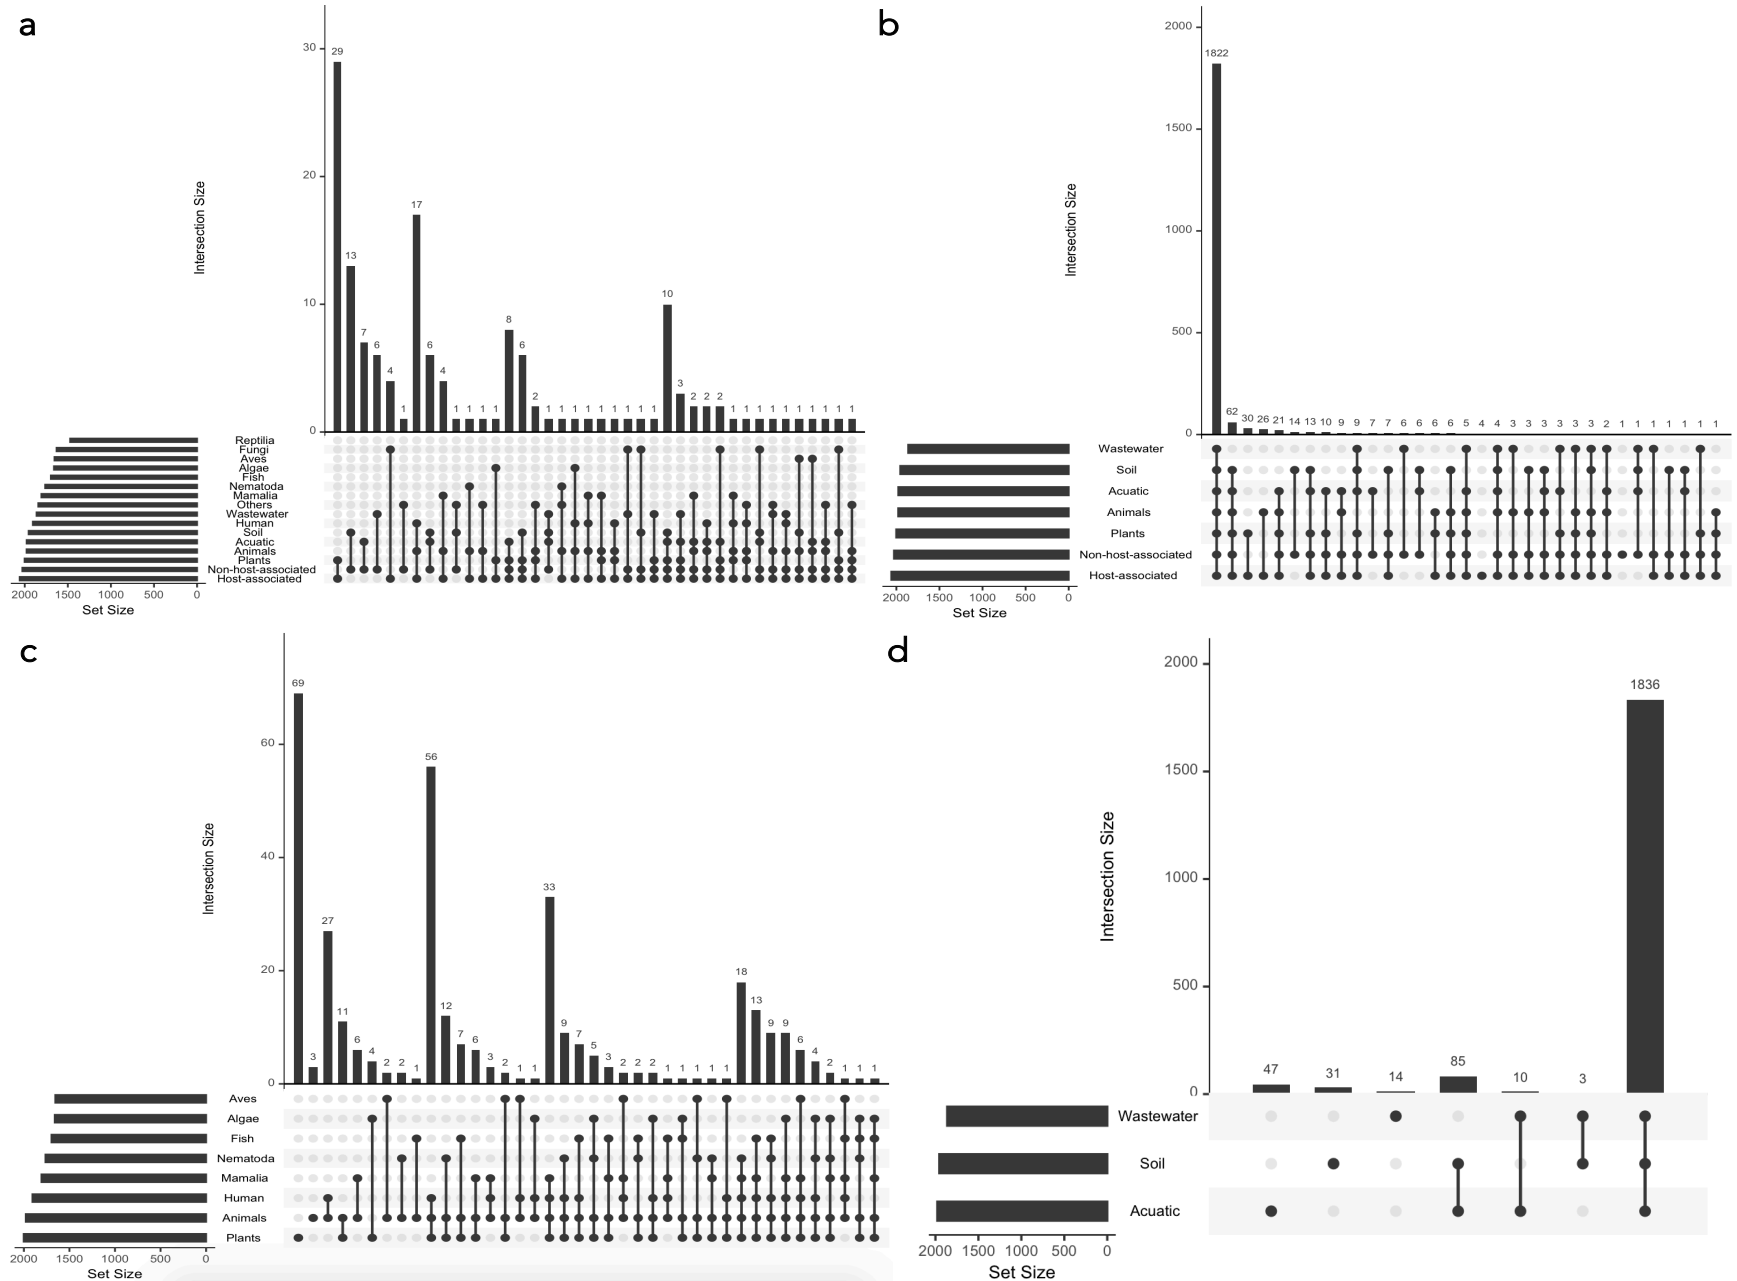 a
Intersection Size
30
20
10
0
29 13 7 6 4 1 17 6 4 1 1 1 1 8 6 2 1 1 1 1 1 1 1 1 1 10 3 2 2 2 1 1 1 1 1 1 1 1 1 1
Reptilia
Fungi
Aves
Algae
Fish
Nematoda
Mamalia
Others
Wastewater
Human
Soil
Acuatic
Animals
Plants
Non-host-associated
Host-associated
2000 1500 1000 500 0
Set Size
b
Intersection Size
2000
1500
1000
500
0
1822 62 30 26 21 14 13 10 9 9 7 7 6 6 6 6 5 4 4 3 3 3 3 3 3 2 1 1 1 1 1 1 1
Wastewater
Soil
Acuatic
Animals
Plants
Non-host-associated
Host-associated
2000 1500 1000 500 0
Set Size
c
Intersection Size
60
40
20
0
69 3 27 11 6 4 2 2 1 56 12 7 6 3 2 1 1 33 9 7 5 3 2 2 2 1 1 1 1 1 18 13 9 9 6 4 2 1 1 1
Aves
Algae
Fish
Nematoda
Mamalia
Human
Animals
Plants
2000 1500 1000 500 0
Set Size
d
Intersection Size
2000
1500
1000
500
0
47 31 14 85 10 3 1836
Wastewater
Soil
Acuatic
2000 1500 1000 500 0
Set Size